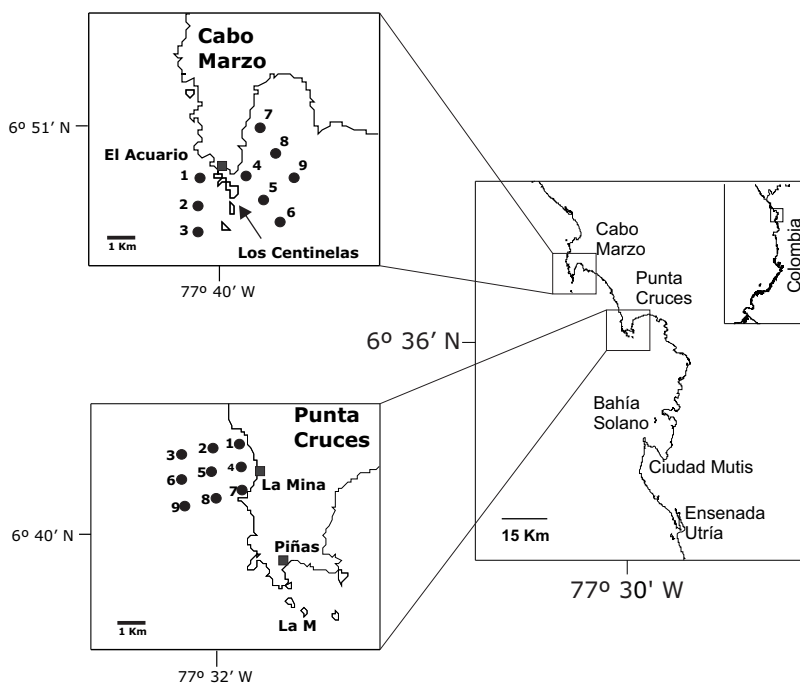 Cabo
Marzo
6º 51’ N
El Acuario
7
8
1
4
9
2
5
3
6
1 Km
Los Centinelas
77º 40’ W
Cabo
Marzo
Punta
Cruces
Colombia
6º 36’ N
Bahía
Solano
Ciudad Mutis
Ensenada
Utría
15 Km
77º 30' W
Punta
Cruces
3
2
1
6
5
4
La Mina
9
8
7
6º 40’ N
Piñas
La M
1 Km
77º 32’ W